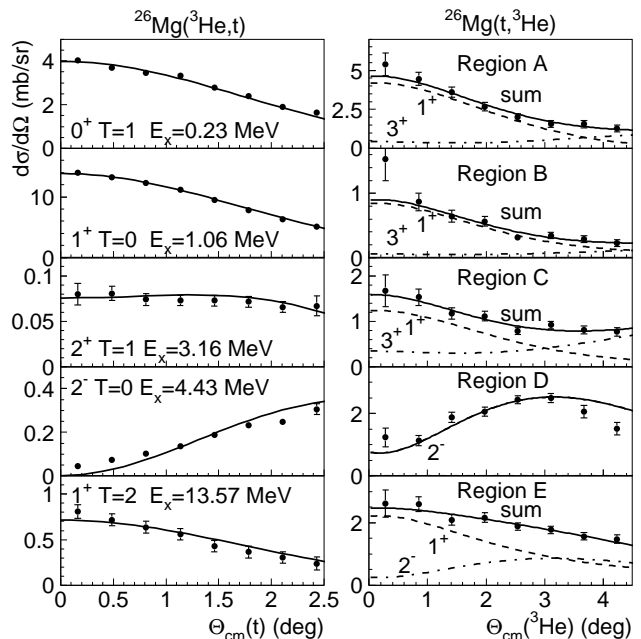 ²⁶Mg(³He,t)
²⁶Mg(t,³He)
dσ/dΩ (mb/sr)
4
2
0
0⁺ T=1 Eₓ=0.23 MeV
10
0
1⁺ T=0 Eₓ=1.06 MeV
0.1
0.05
0
2⁺ T=1 Eₓ=3.16 MeV
0.4
0.2
0
2⁻ T=0 Eₓ=4.43 MeV
1
0.5
0
1⁺ T=2 Eₓ=13.57 MeV
0 0.5 1 1.5 2 2.5
Θcm(t) (deg)
5
2.5
0
Region A
sum
1⁺
3⁺
1
0
Region B
sum
1⁺
3⁺
2
1
0
Region C
sum
3⁺
1⁺
2
0
Region D
2⁻
2
0
Region E
sum
1⁺
2⁻
0 1 2 3 4
Θcm(³He) (deg)